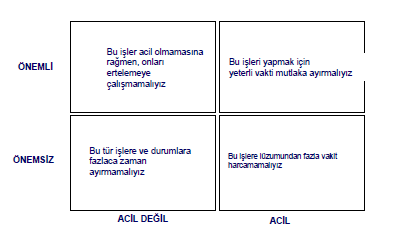 ÖNEMLİ
Bu işler acil olmamasına
rağmen, onları
ertelemeye
çalışmamalıyız
Bu işleri yapmak için
yeterli vakti mutlaka ayırmalıyız
ÖNEMSİZ
Bu tür işlere ve durumlara
fazlaca zaman
ayırmamalıyız
Bu işlere lüzumundan fazla vakit
harcamamalıyız
ACİL DEĞİL
ACİL